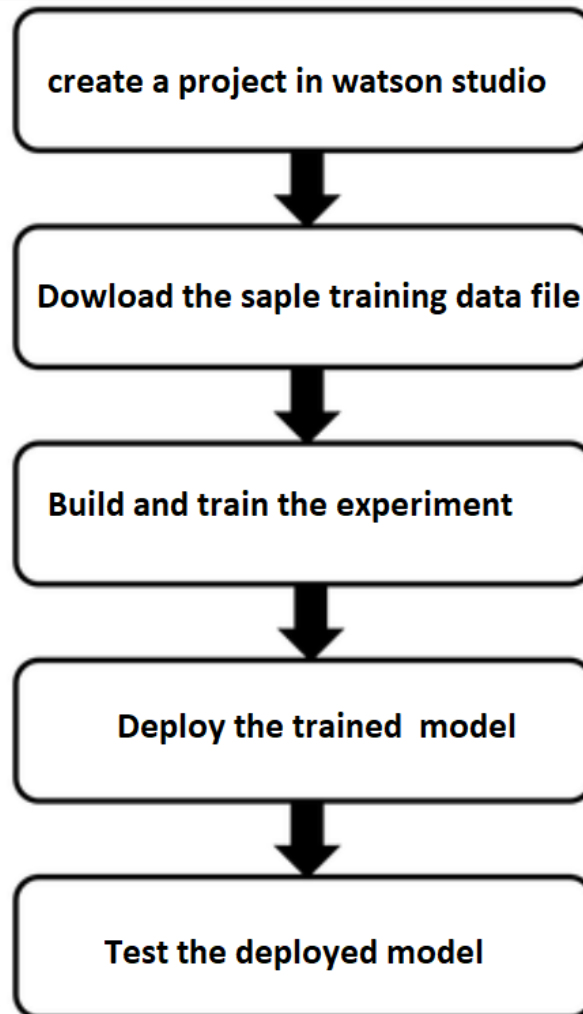 create a project in watson studio
Dowload the saple training data file
Build and train the experiment
Deploy the trained model
Test the deployed model